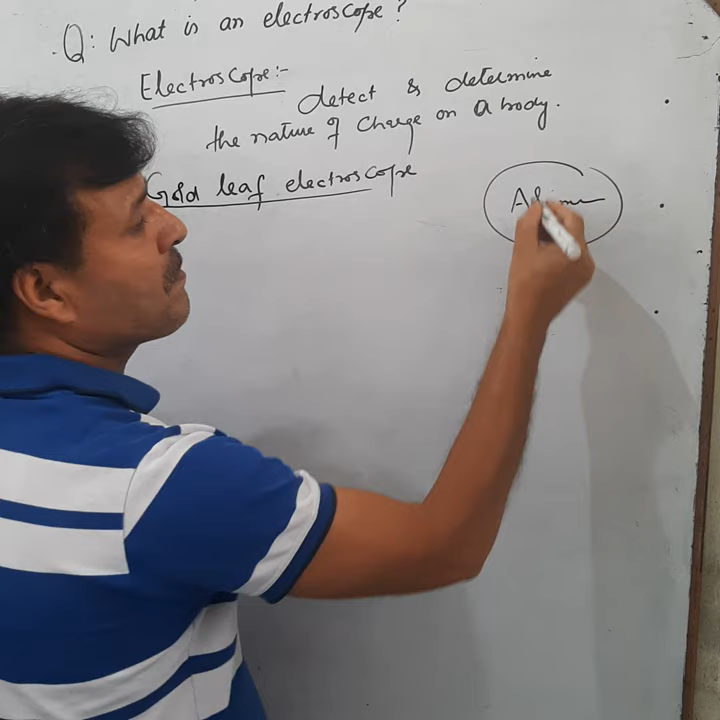 Q: What is an electroscope?
Electroscope:- detect & determine
the nature of charge on a body.
Gold leaf electroscope